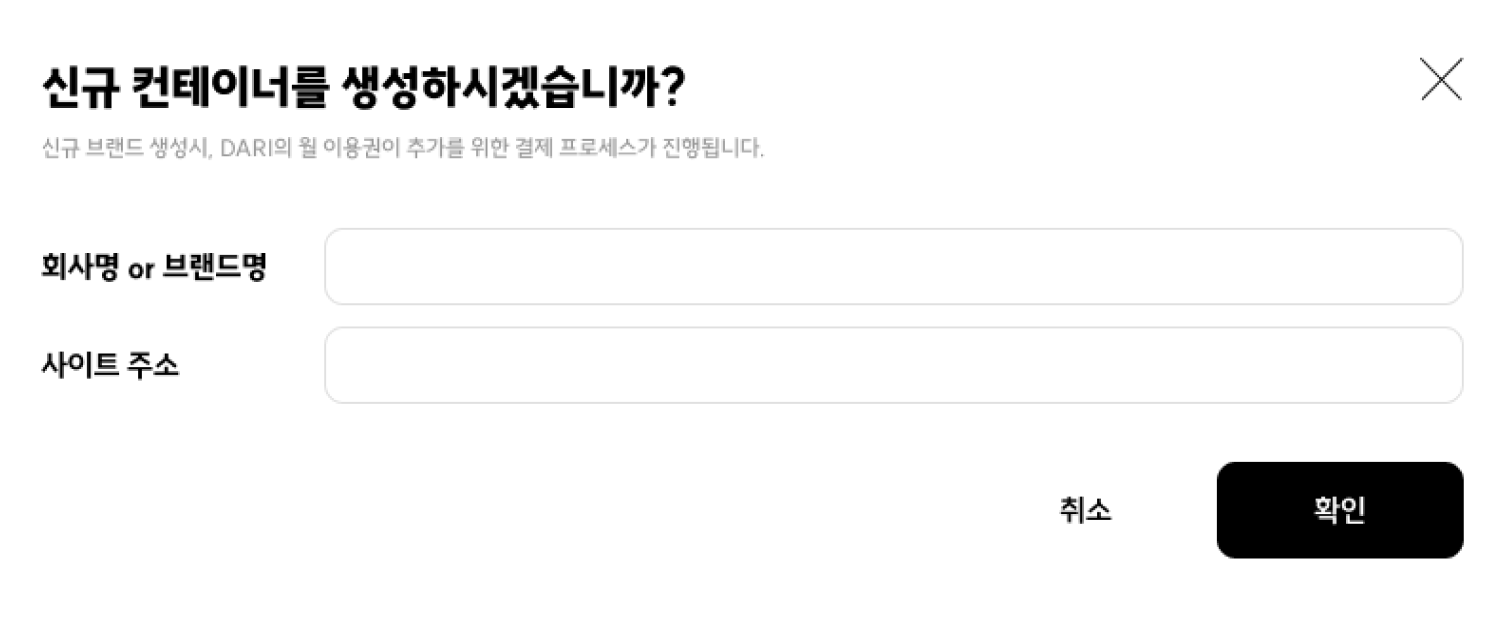 신규 컨테이너를 생성하시겠습니까?
신규 브랜드 생성시, DARI의 월 이용권이 추가를 위한 결제 프로세스가 진행됩니다.
회사명 or 브랜드명
사이트 주소
취소
확인